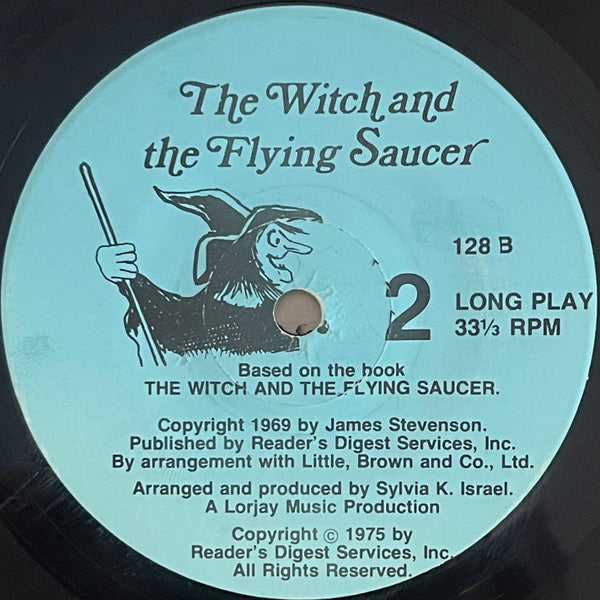 The Witch and
the Flying Saucer
128 B
2
LONG PLAY
33⅓ RPM
Based on the book
THE WITCH AND THE FLYING SAUCER.
Copyright 1969 by James Stevenson.
Published by Reader's Digest Services, Inc.
By arrangement with Little, Brown and Co., Ltd.
Arranged and produced by Sylvia K. Israel.
A Lorjay Music Production
Copyright © 1975 by
Reader's Digest Services, Inc.
All Rights Reserved.